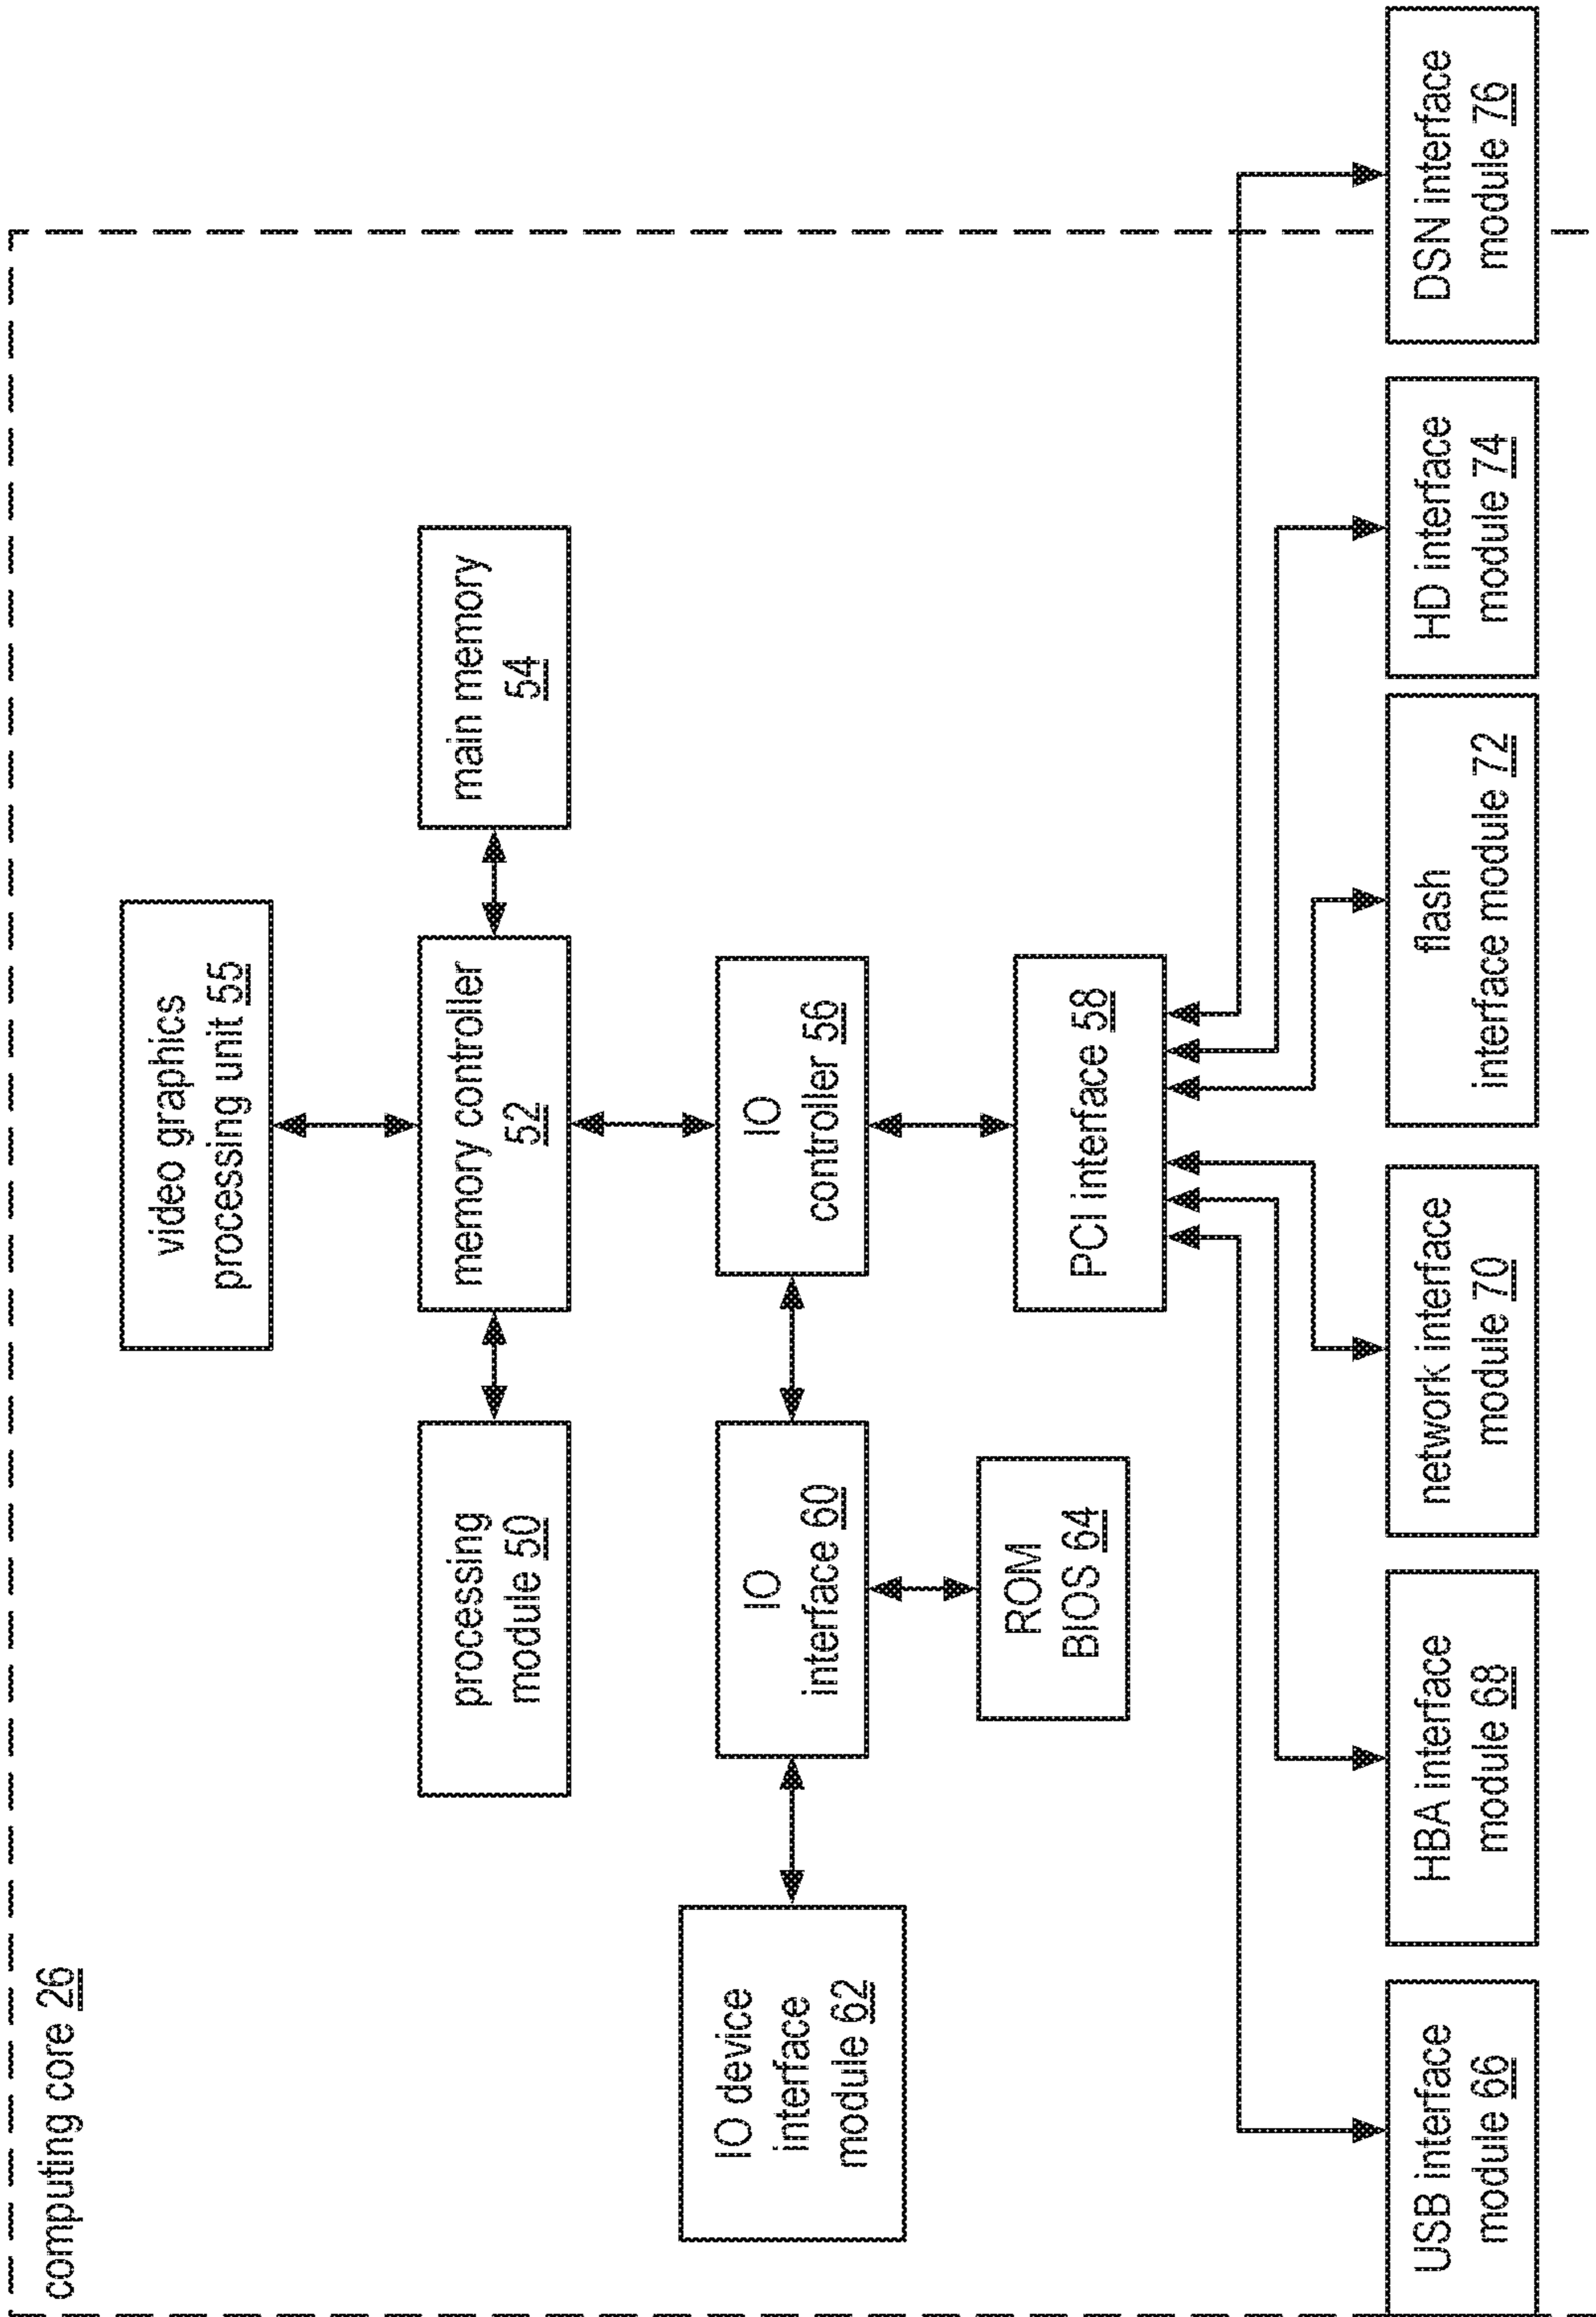 computing core 26
video graphics
processing unit 55
processing
module 50
memory controller
52
main memory
54
IO device
interface
module 62
IO
interface 60
IO
controller 56
ROM
BIOS 64
PCI interface 58
USB interface
module 66
HBA interface
module 68
network interface
module 70
flash
interface module 72
HD interface
module 74
DSN interface
module 76